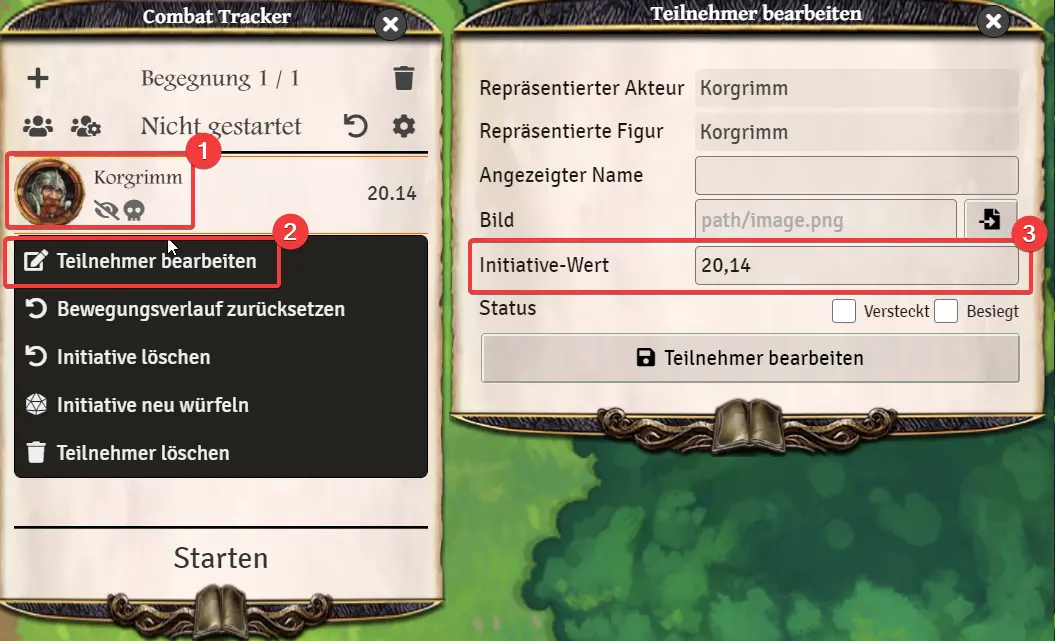 Combat Tracker
Begegnung 1 / 1
Nicht gestartet
1
Korgrimm
20.14
2
Teilnehmer bearbeiten
Bewegungsverlauf zurücksetzen
Initiative löschen
Initiative neu würfeln
Teilnehmer löschen
Starten
Teilnehmer bearbeiten
Repräsentierter Akteur Korgrimm
Repräsentierte Figur Korgrimm
Angezeigter Name
Bild path/image.png
3
Initiative-Wert 20,14
Status Versteckt Besiegt
Teilnehmer bearbeiten